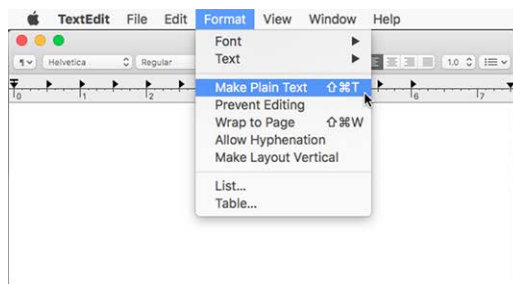 TextEdit File Edit Format View Window Help
Helvetica Regular 1.0
0 1 2 6 7
Font
Text
Make Plain Text ⇧⌘T
Prevent Editing
Wrap to Page ⇧⌘W
Allow Hyphenation
Make Layout Vertical
List...
Table...